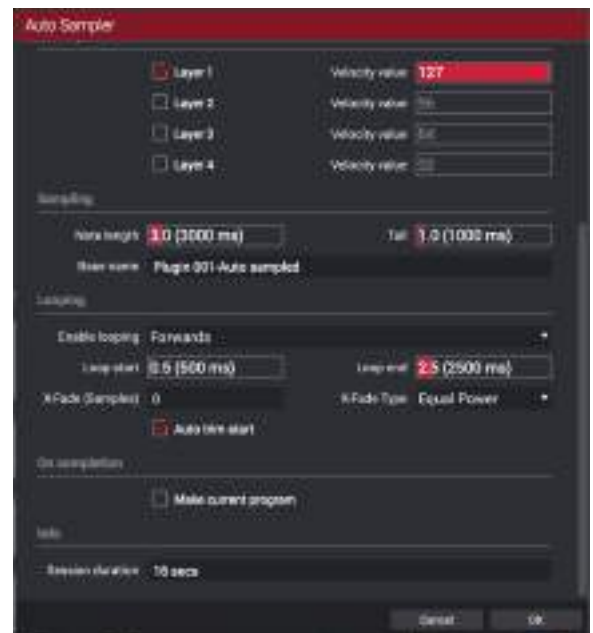 Auto Sampler
Layer 1 Velocity value 127
Layer 2 Velocity value 96
Layer 3 Velocity value 64
Layer 4 Velocity value
Sampling
Note length 3.0 (3000 ms) Tail 1.0 (1000 ms)
Base name Plugin 001-Auto sampled
Looping
Enable looping Forwards
Loop start 0.5 (500 ms) Loop end 2.5 (2500 ms)
X-Fade (Samples) 0 X-Fade Type Equal Power
Auto trim start
On completion
Make current program
Info
Session duration 16 secs
Cancel OK